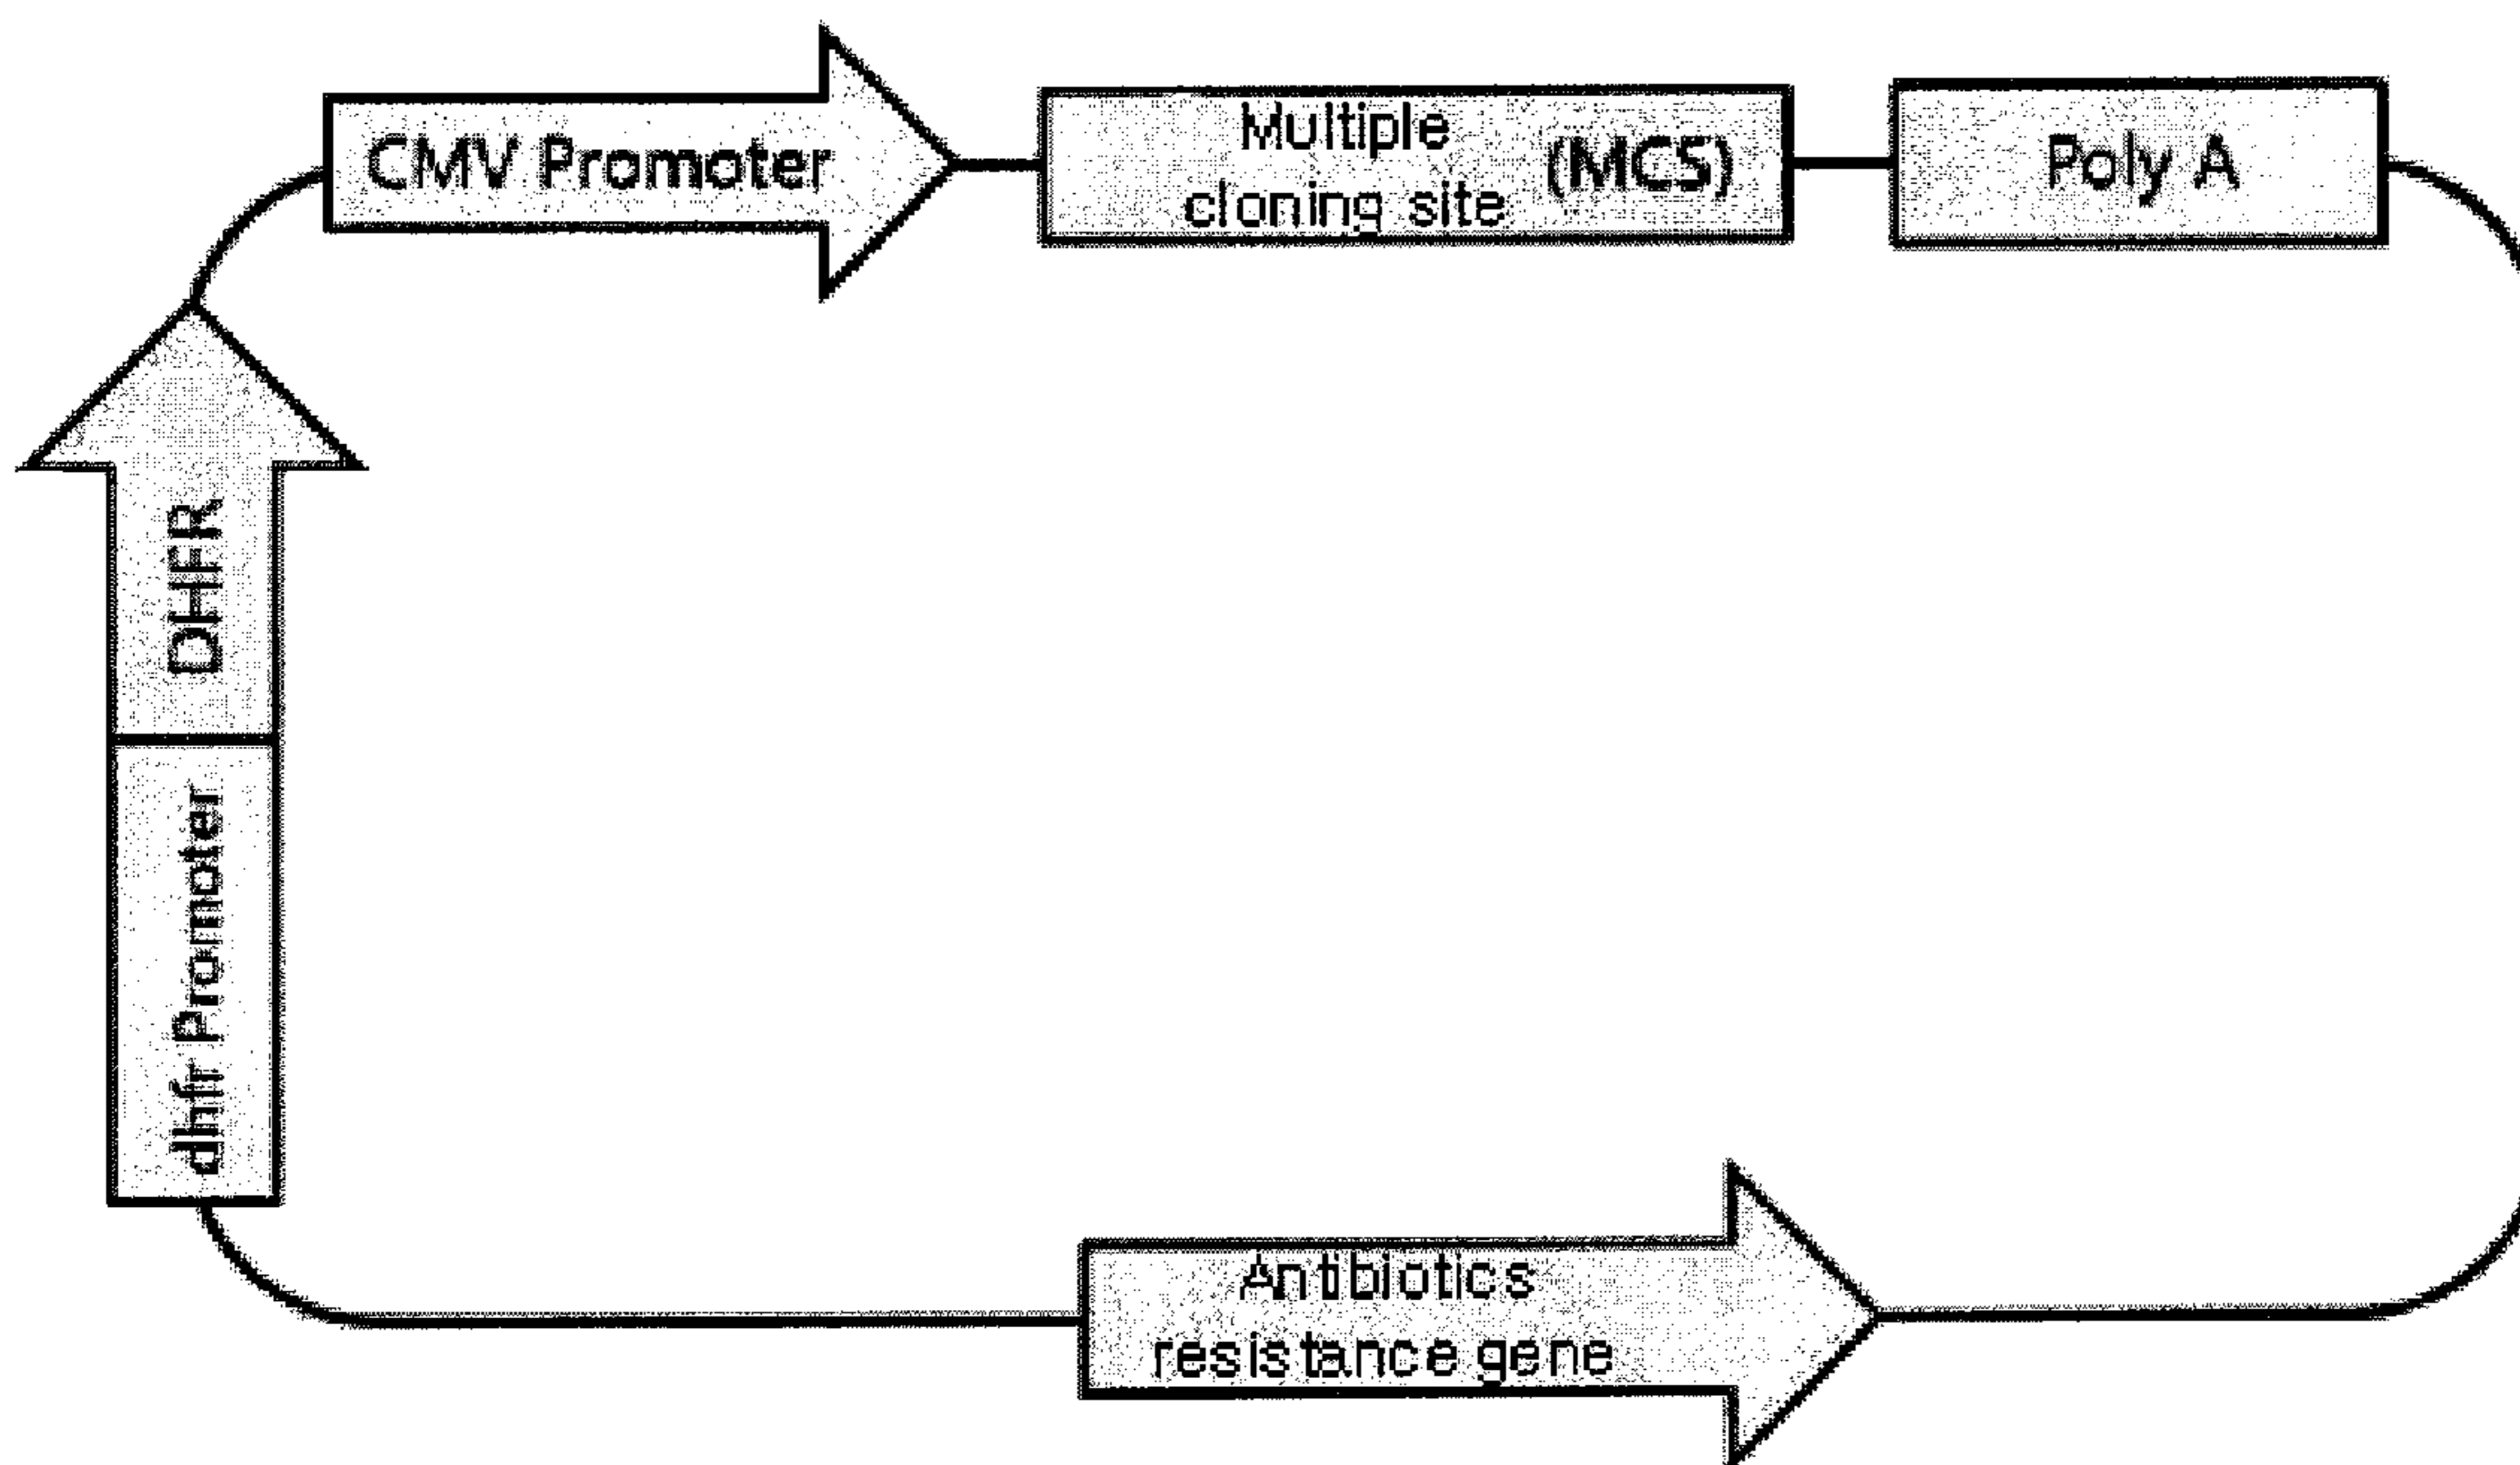 CMV Promoter
Multiple
cloning site
(MCS)
Poly A
DHFR
dhfr Promoter
Antibiotics
resistance gene